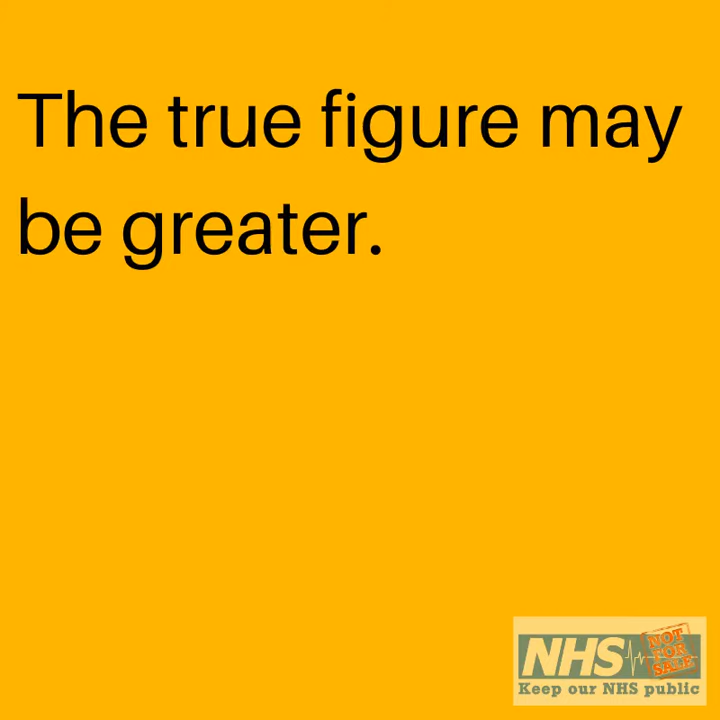 The true figure may
be greater.
NHS
NOT
FOR
SALE
Keep our NHS public